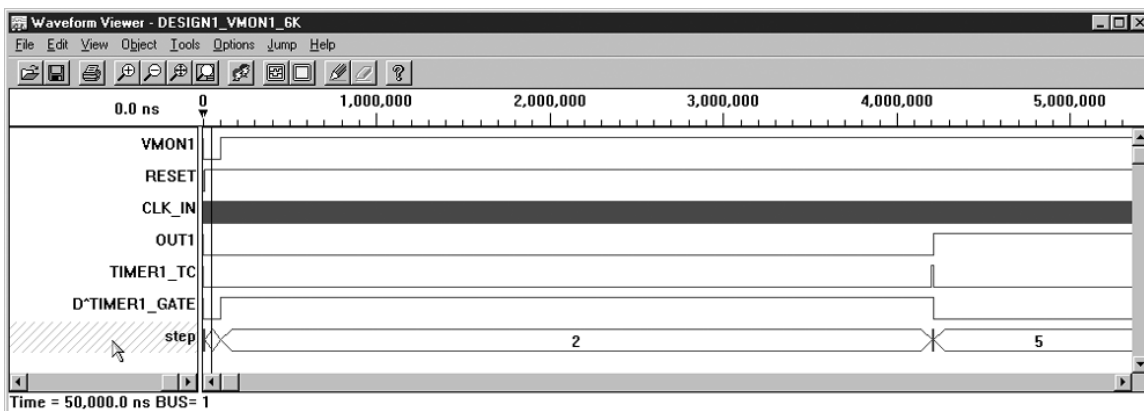 Waveform Viewer - DESIGN1_VMON1_6K
File Edit View Object Tools Options Jump Help
0.0 ns 0 1,000,000 2,000,000 3,000,000 4,000,000 5,000,000
VMON1
RESET
CLK_IN
OUT1
TIMER1_TC
D^TIMER1_GATE
step 2 5
Time = 50,000.0 ns BUS= 1